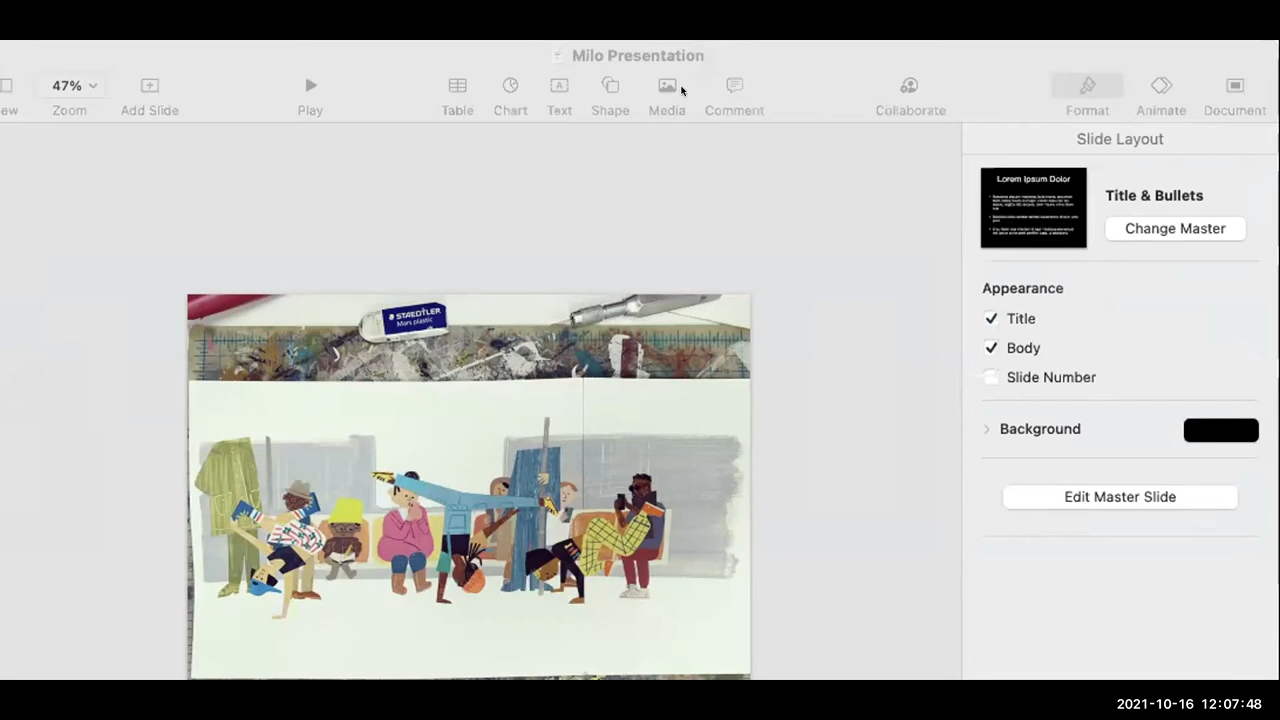 Milo Presentation
ew
47%
Zoom
Add Slide
Play
Table
Chart
Text
Shape
Media
Comment
Collaborate
Format
Animate
Document
Slide Layout
Lorem Ipsum Dolor
Title & Bullets
Change Master
Appearance
Title
Body
Slide Number
Background
Edit Master Slide
STAEDTLER
Mars plastic
2021-10-16 12:07:48